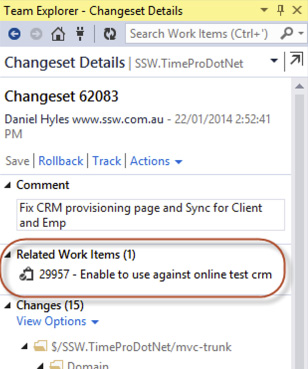 Team Explorer - Changeset Details
Search Work Items (Ctrl+')
Changeset Details | SSW.TimeProDotNet
Changeset 62083
Daniel Hyles www.ssw.com.au - 22/01/2014 2:52:41
PM
Save | Rollback | Track | Actions
Comment
Fix CRM provisioning page and Sync for Client
and Emp
Related Work Items (1)
29957 - Enable to use against online test crm
Changes (15)
View Options
$/SSW.TimeProDotNet/mvc-trunk
Domain